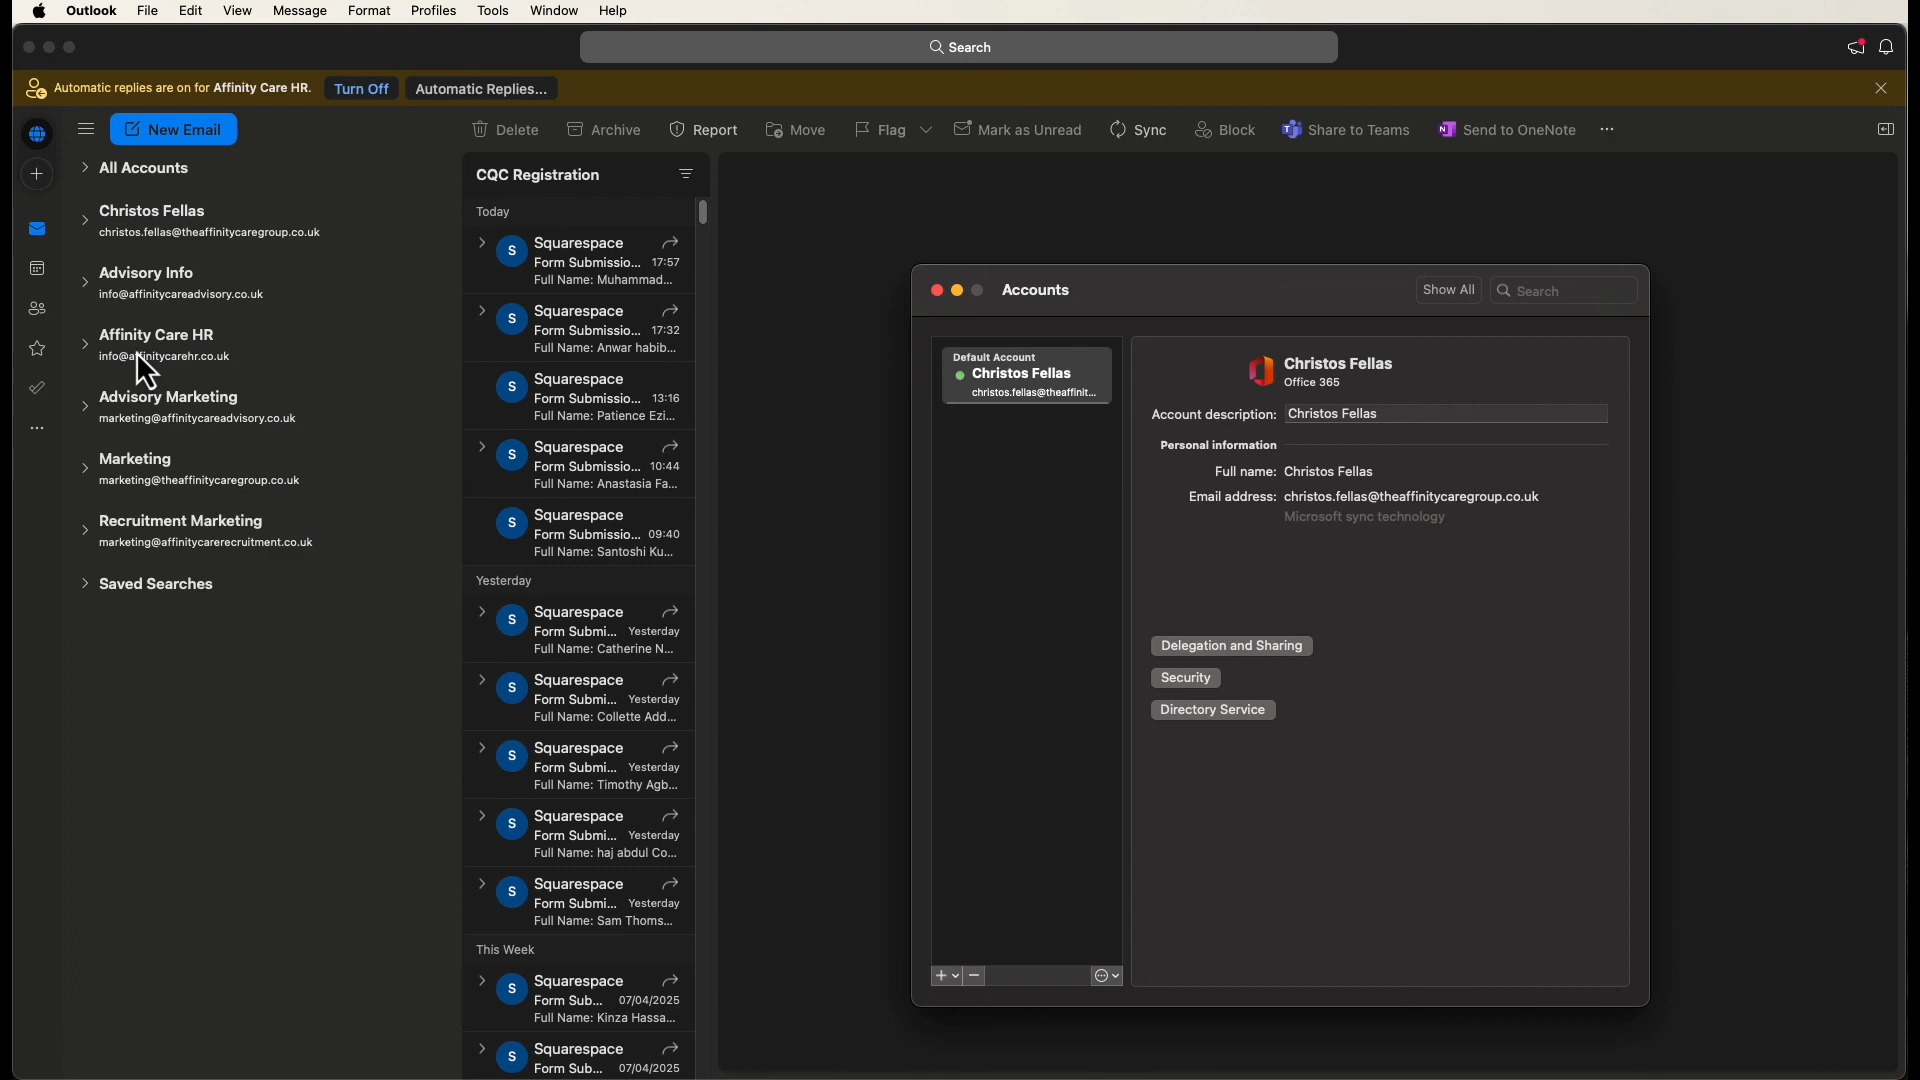 Outlook File Edit View Message Format Profiles Tools Window Help
Search
Automatic replies are on for Affinity Care HR. Turn Off Automatic Replies...
New Email
Delete Archive Report Move Flag Mark as Unread Sync Block Share to Teams Send to OneNote
All Accounts
Christos Fellas
christos.fellas@theaffinitycaregroup.co.uk
Advisory Info
info@affinitycareadvisory.co.uk
Affinity Care HR
info@affinitycarehr.co.uk
Advisory Marketing
marketing@affinitycareadvisory.co.uk
Marketing
marketing@theaffinitycaregroup.co.uk
Recruitment Marketing
marketing@affinitycarerecruitment.co.uk
Saved Searches
CQC Registration
Today
S
Squarespace
Form Submissio... 17:57
Full Name: Muhammad...
S
Squarespace
Form Submissio... 17:32
Full Name: Anwar habib...
S
Squarespace
Form Submissio... 13:16
Full Name: Patience Ezi...
S
Squarespace
Form Submissio... 10:44
Full Name: Anastasia Fa...
S
Squarespace
Form Submissio... 09:40
Full Name: Santoshi Ku...
Yesterday
S
Squarespace
Form Submi... Yesterday
Full Name: Catherine N...
S
Squarespace
Form Submi... Yesterday
Full Name: Collette Add...
S
Squarespace
Form Submi... Yesterday
Full Name: Timothy Agb...
S
Squarespace
Form Submi... Yesterday
Full Name: haj abdul Co...
S
Squarespace
Form Submi... Yesterday
Full Name: Sam Thoms...
This Week
S
Squarespace
Form Sub... 07/04/2025
Full Name: Kinza Hassa...
S
Squarespace
Form Sub... 07/04/2025
Accounts
Show All
Search
Default Account
Christos Fellas
christos.fellas@theaffinit...
Christos Fellas
Office 365
Account description: Christos Fellas
Personal information
Full name: Christos Fellas
Email address: christos.fellas@theaffinitycaregroup.co.uk
Microsoft sync technology
Delegation and Sharing
Security
Directory Service